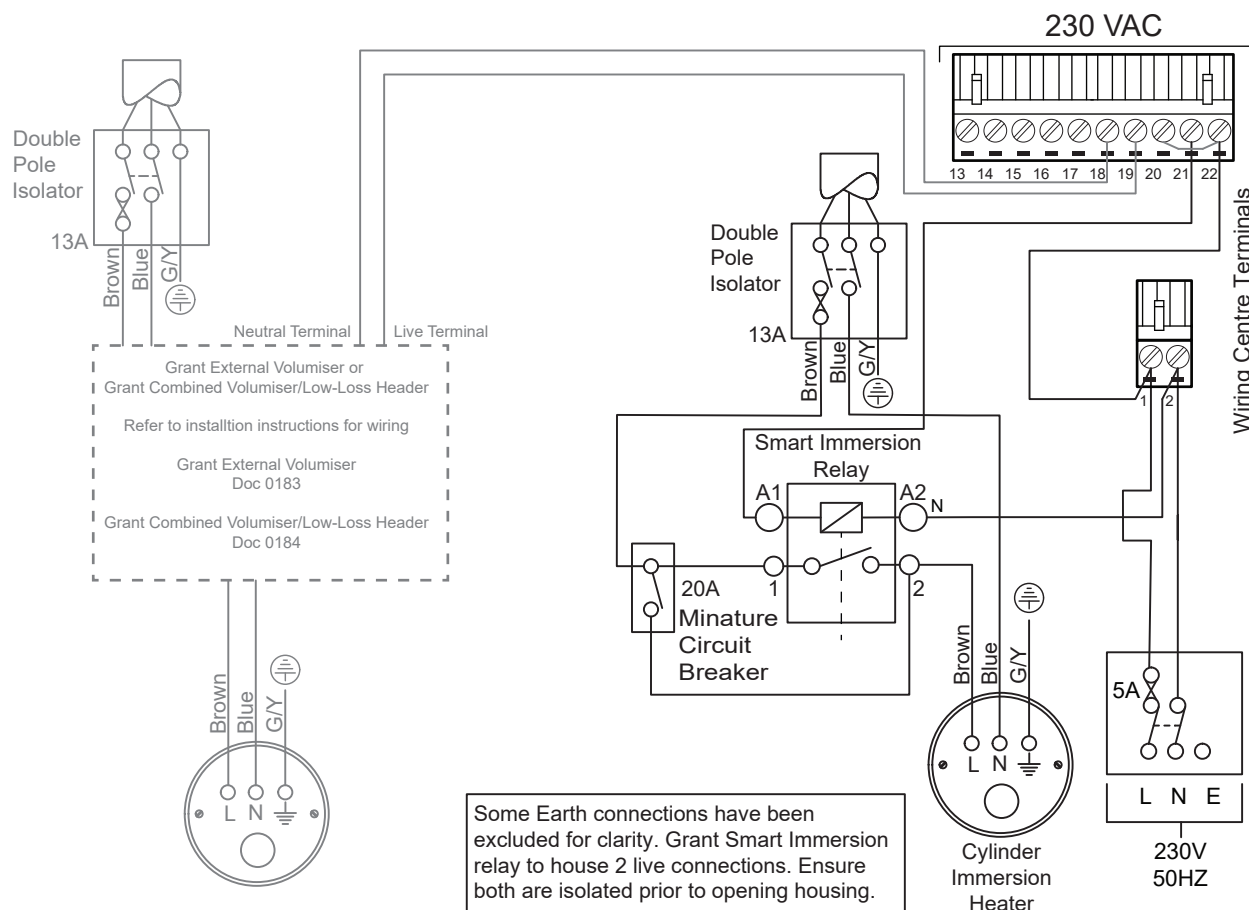 230 VAC
13 14 15 16 17 18 19 20 21 22
Wiring Centre Terminals
1 2
Double
Pole
Isolator
13A
Brown
Blue
G/Y
Neutral Terminal
Live Terminal
Grant External Volumiser or
Grant Combined Volumiser/Low-Loss Header
Refer to installtion instructions for wiring
Grant External Volumiser
Doc 0183
Grant Combined Volumiser/Low-Loss Header
Doc 0184
Brown
Blue
G/Y
L N
Double
Pole
Isolator
13A
Brown
Blue
G/Y
Smart Immersion
Relay
A1
A2
N
1
2
20A
Minature
Circuit
Breaker
Brown
Blue
G/Y
L N
Cylinder
Immersion
Heater
5A
L N E
230V
50HZ
Some Earth connections have been
excluded for clarity. Grant Smart Immersion
relay to house 2 live connections. Ensure
both are isolated prior to opening housing.